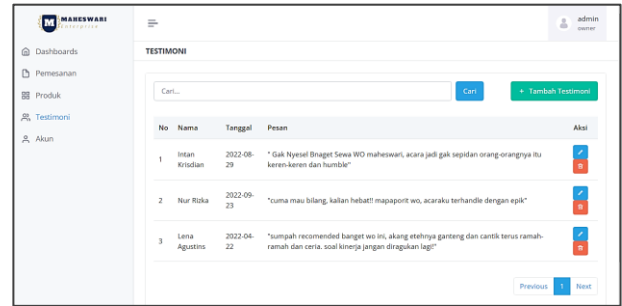 M MAHESWARI
Enterprise
admin
owner
Dashboards
Pemesanan
Produk
Testimoni
Akun
TESTIMONI
Cari...
Cari
+ Tambah Testimoni
No Nama Tanggal Pesan Aksi
1 Intan Krisdian 2022-08-29 " Gak Nyesel Bnaget Sewa WO maheswari, acara jadi gak sepidan orang-orangnya itu
keren-keren dan humble"
2 Nur Rizka 2022-09-23 "cuma mau bilang, kalian hebat!! mapaporit wo, acaraku terhandle dengan epik"
3 Lena Agustins 2022-04-22 "sumpah recomended banget wo ini, akang etehnya ganteng dan cantik terus ramah-
ramah dan ceria. soal kinerja jangan diragukan lagi!"
Previous 1 Next